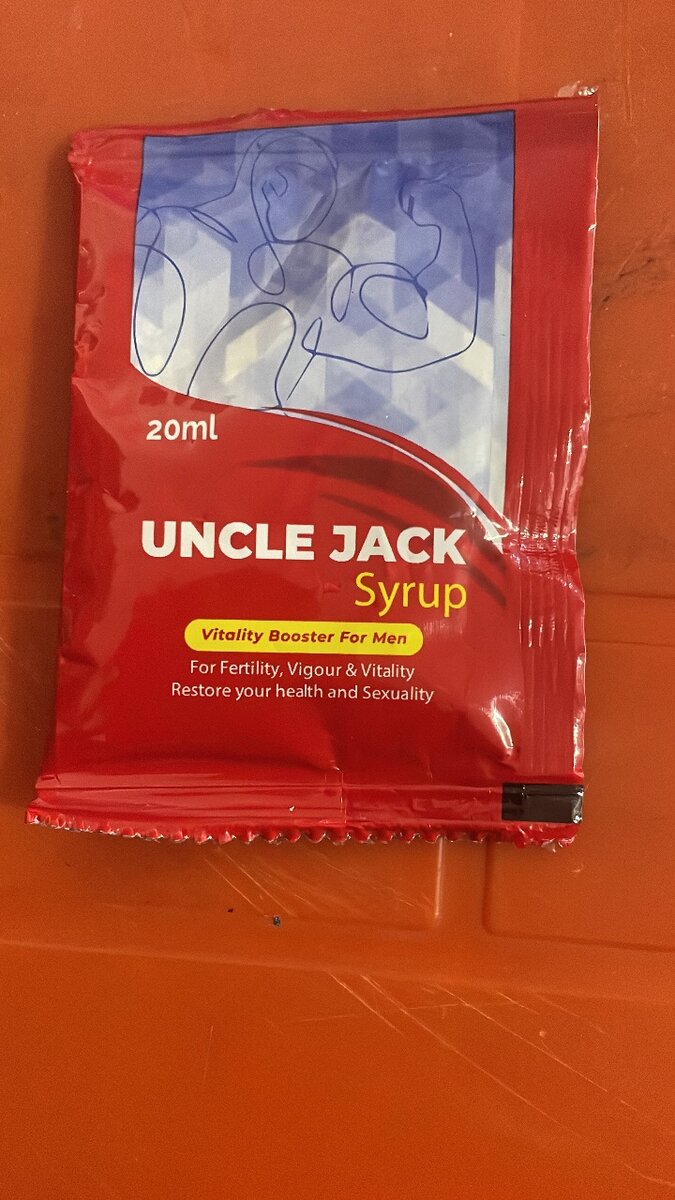 20ml
UNCLE JACK
Syrup
Vitality Booster For Men
For Fertility, Vigour & Vitality
Restore your health and Sexuality